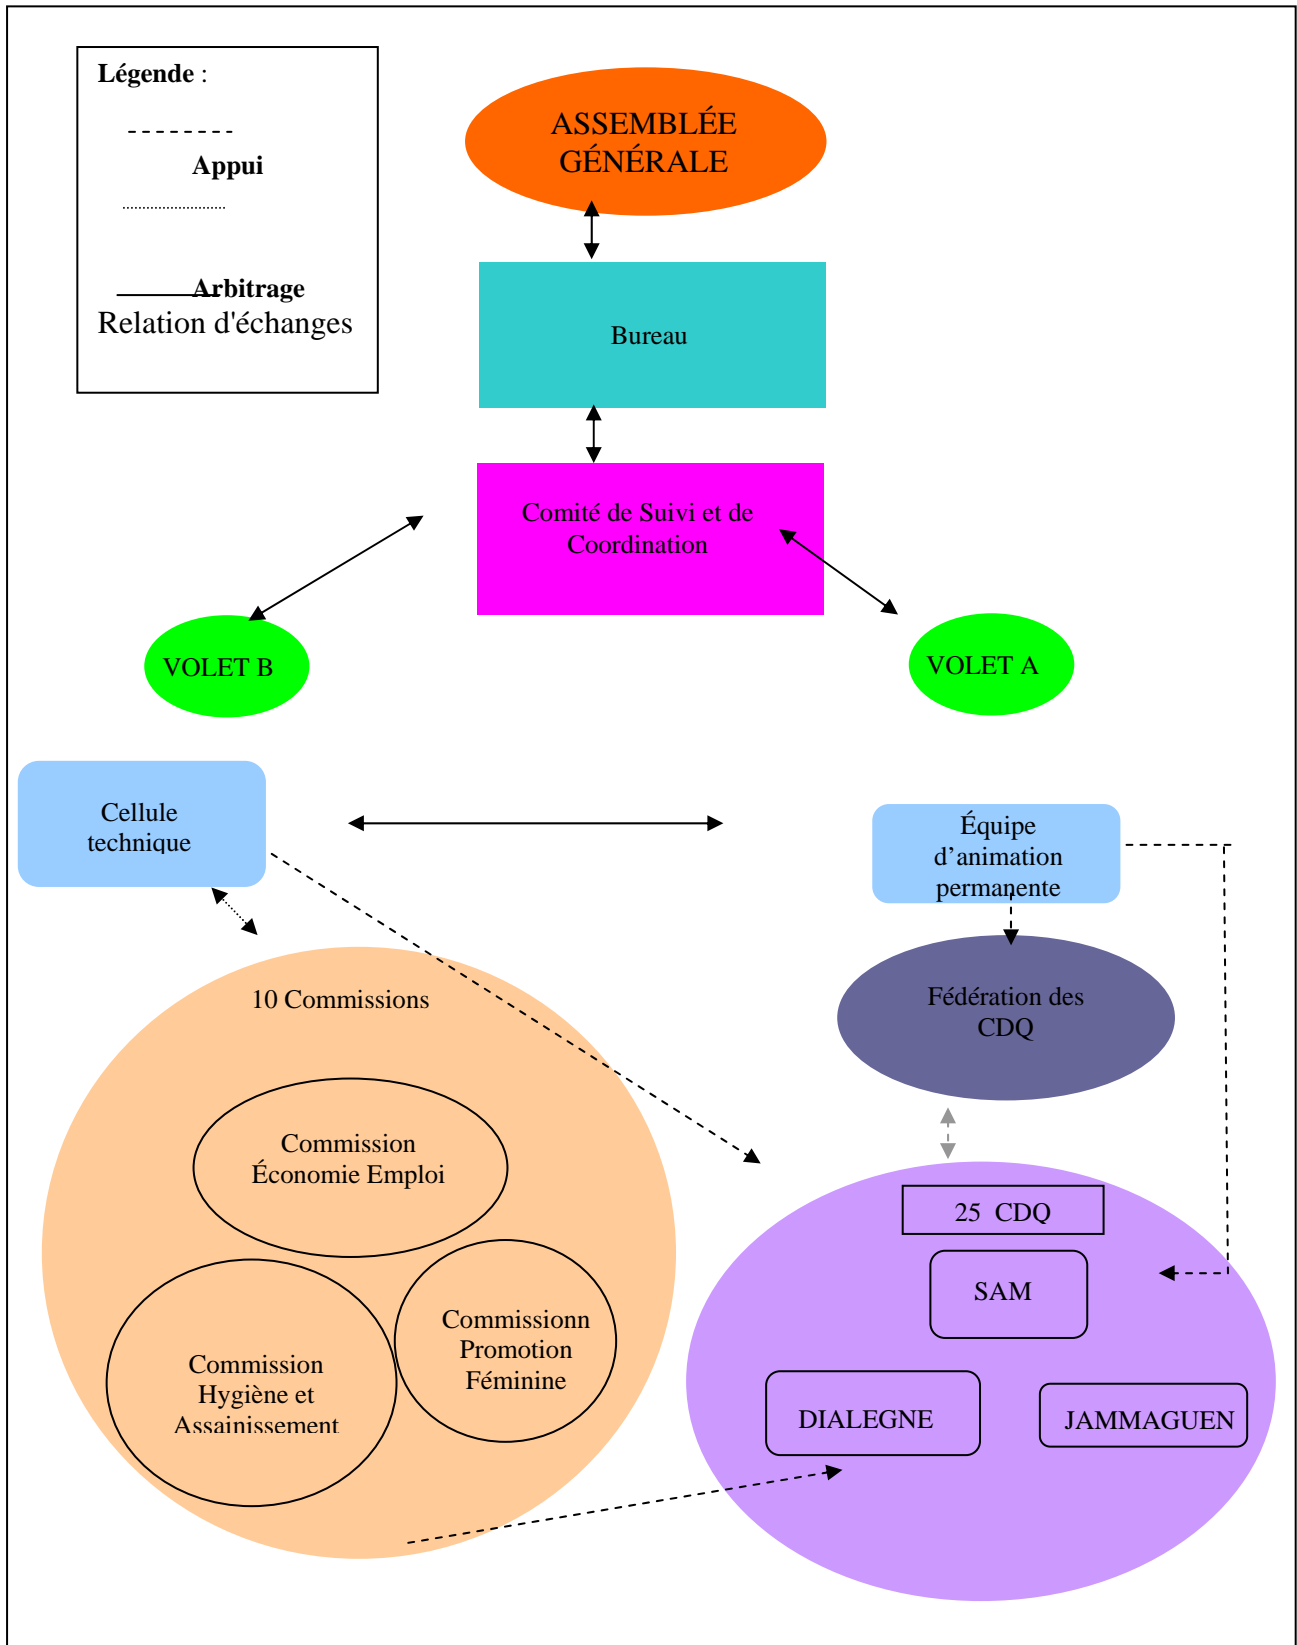 Légende :
Appui
Arbitrage
Relation d'échanges
ASSEMBLÉE
GÉNÉRALE
Bureau
Comité de Suivi et de
Coordination
VOLET B
VOLET A
Cellule
technique
Équipe
d’animation
permanente
Fédération des
CDQ
10 Commissions
Commission
Économie Emploi
Commissionn
Promotion
Féminine
Commission
Hygiène et
Assainissement
25 CDQ
SAM
DIALEGNE
JAMMAGUEN